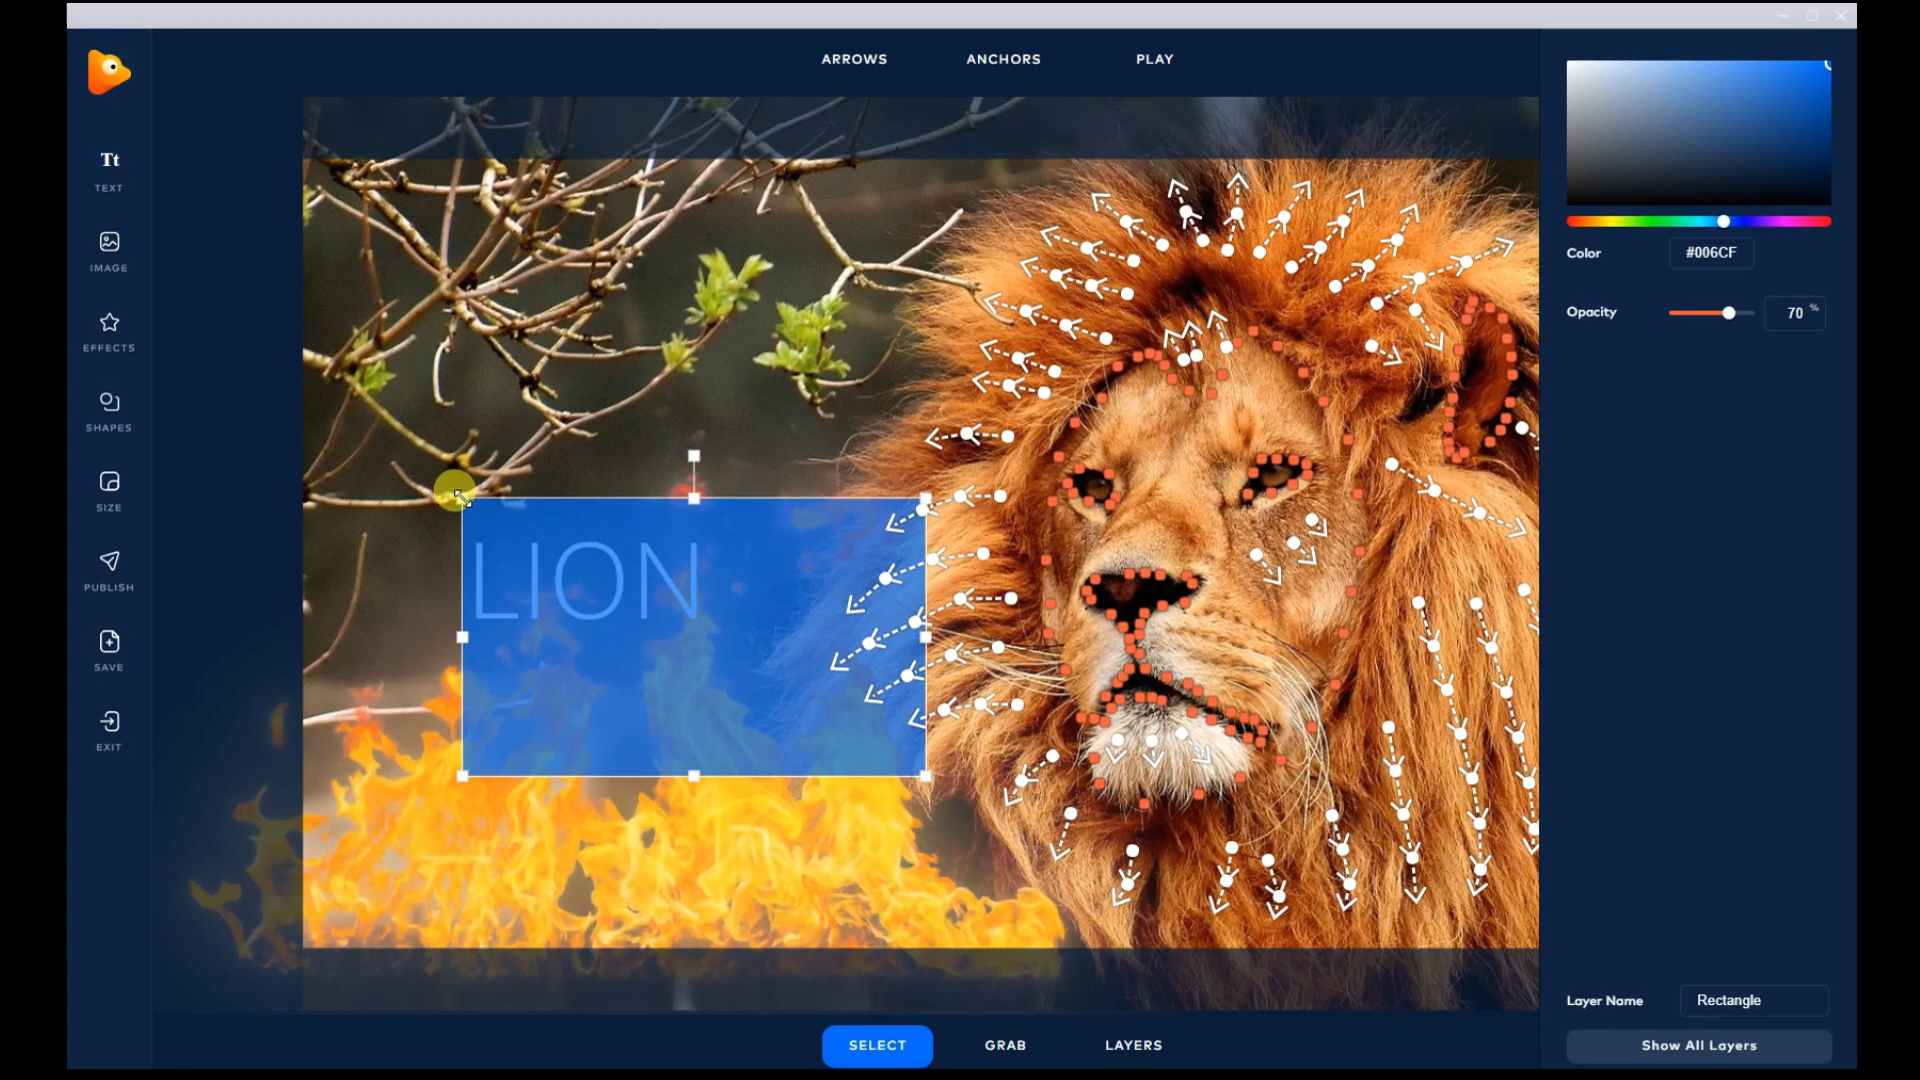 ARROWS ANCHORS PLAY
Tt
TEXT
IMAGE
EFFECTS
SHAPES
SIZE
PUBLISH
SAVE
EXIT
LION
Color #006CF
Opacity 70 %
Layer Name Rectangle
Show All Layers
SELECT GRAB LAYERS